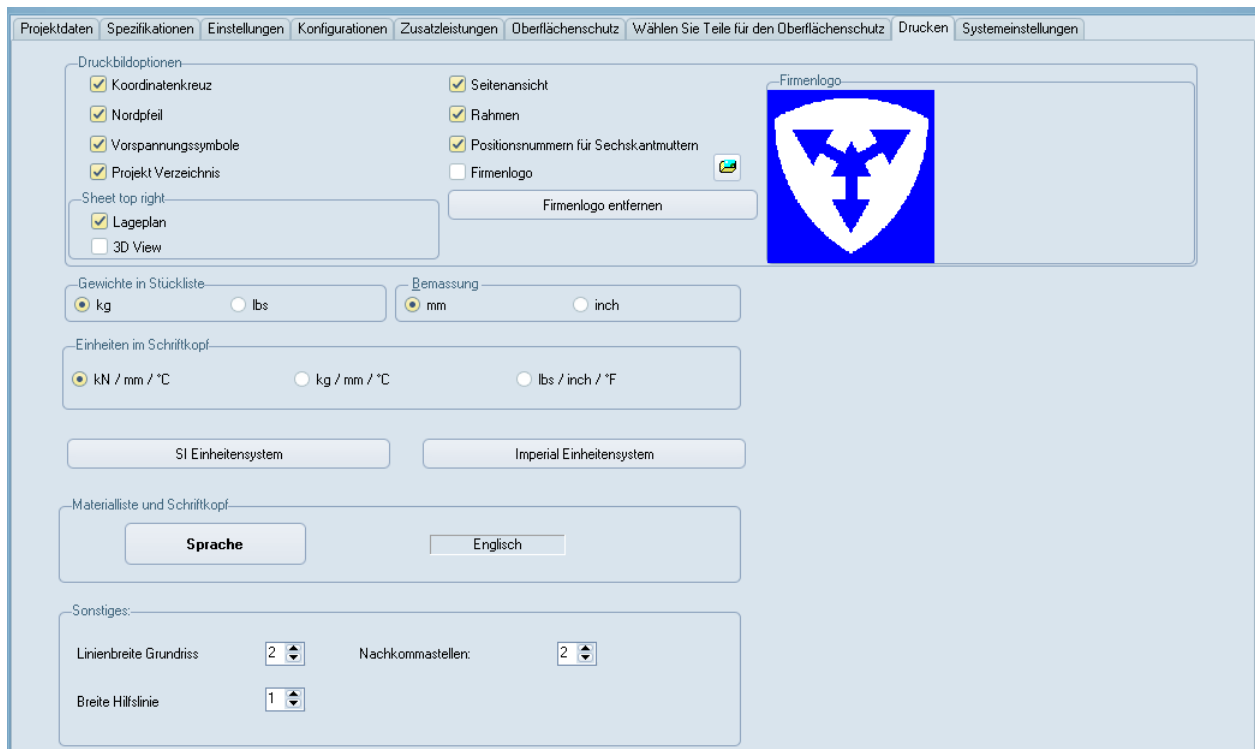 Projektdaten Spezifikationen Einstellungen Konfigurationen Zusatzleistungen Oberflächenschutz Wählen Sie Teile für den Oberflächenschutz Drucken Systemeinstellungen
Druckbildoptionen
Koordinatenkreuz
Nordpfeil
Vorspannungssymbole
Projekt Verzeichnis
Sheet top right
Lageplan
3D View
Seitenansicht
Rahmen
Positionsnummern für Sechskantmuttern
Firmenlogo
Firmenlogo entfernen
Firmenlogo
Gewichte in Stückliste
kg lbs
Bemassung
mm inch
Einheiten im Schriftkopf
kN / mm / °C kg / mm / °C lbs / inch / °F
SI Einheitensystem Imperial Einheitensystem
Materialliste und Schriftkopf
Sprache Englisch
Sonstiges:
Linienbreite Grundriss 2 Nachkommastellen: 2
Breite Hilfslinie 1